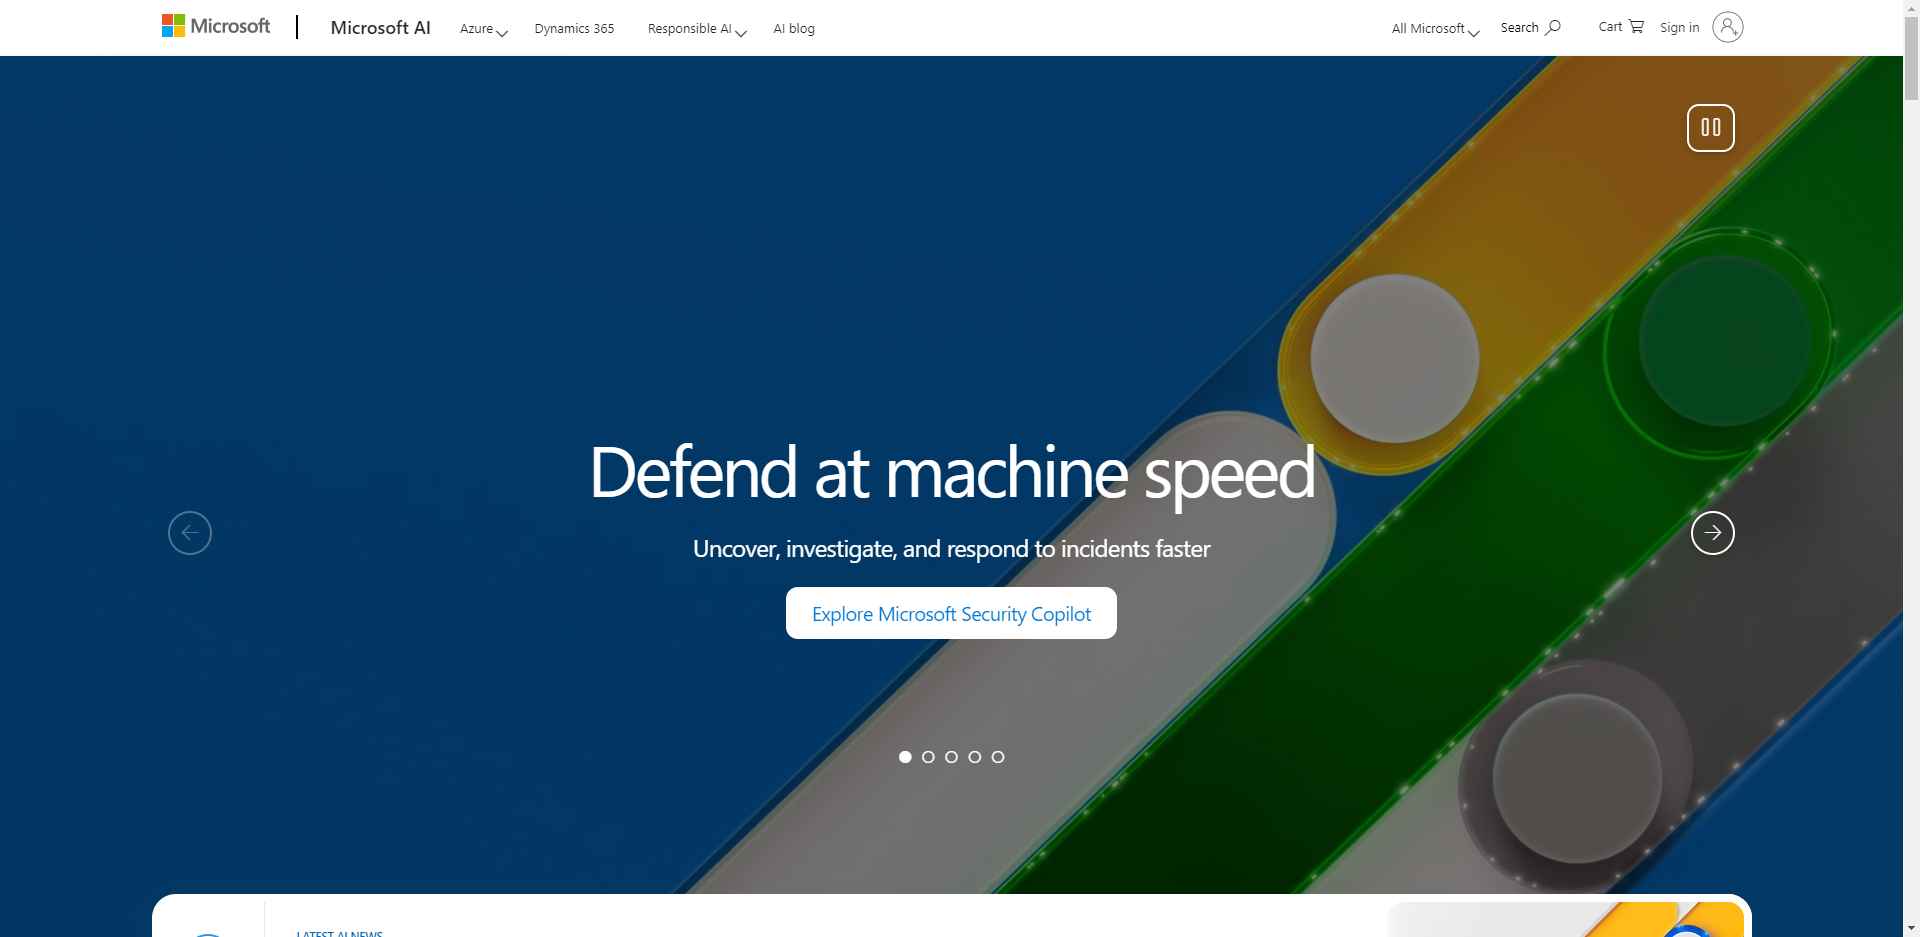 Microsoft
Microsoft AI
Azure
Dynamics 365
Responsible AI
AI blog
All Microsoft
Search
Cart
Sign in
Defend at machine speed
Uncover, investigate, and respond to incidents faster
Explore Microsoft Security Copilot
LATEST AI NEWS